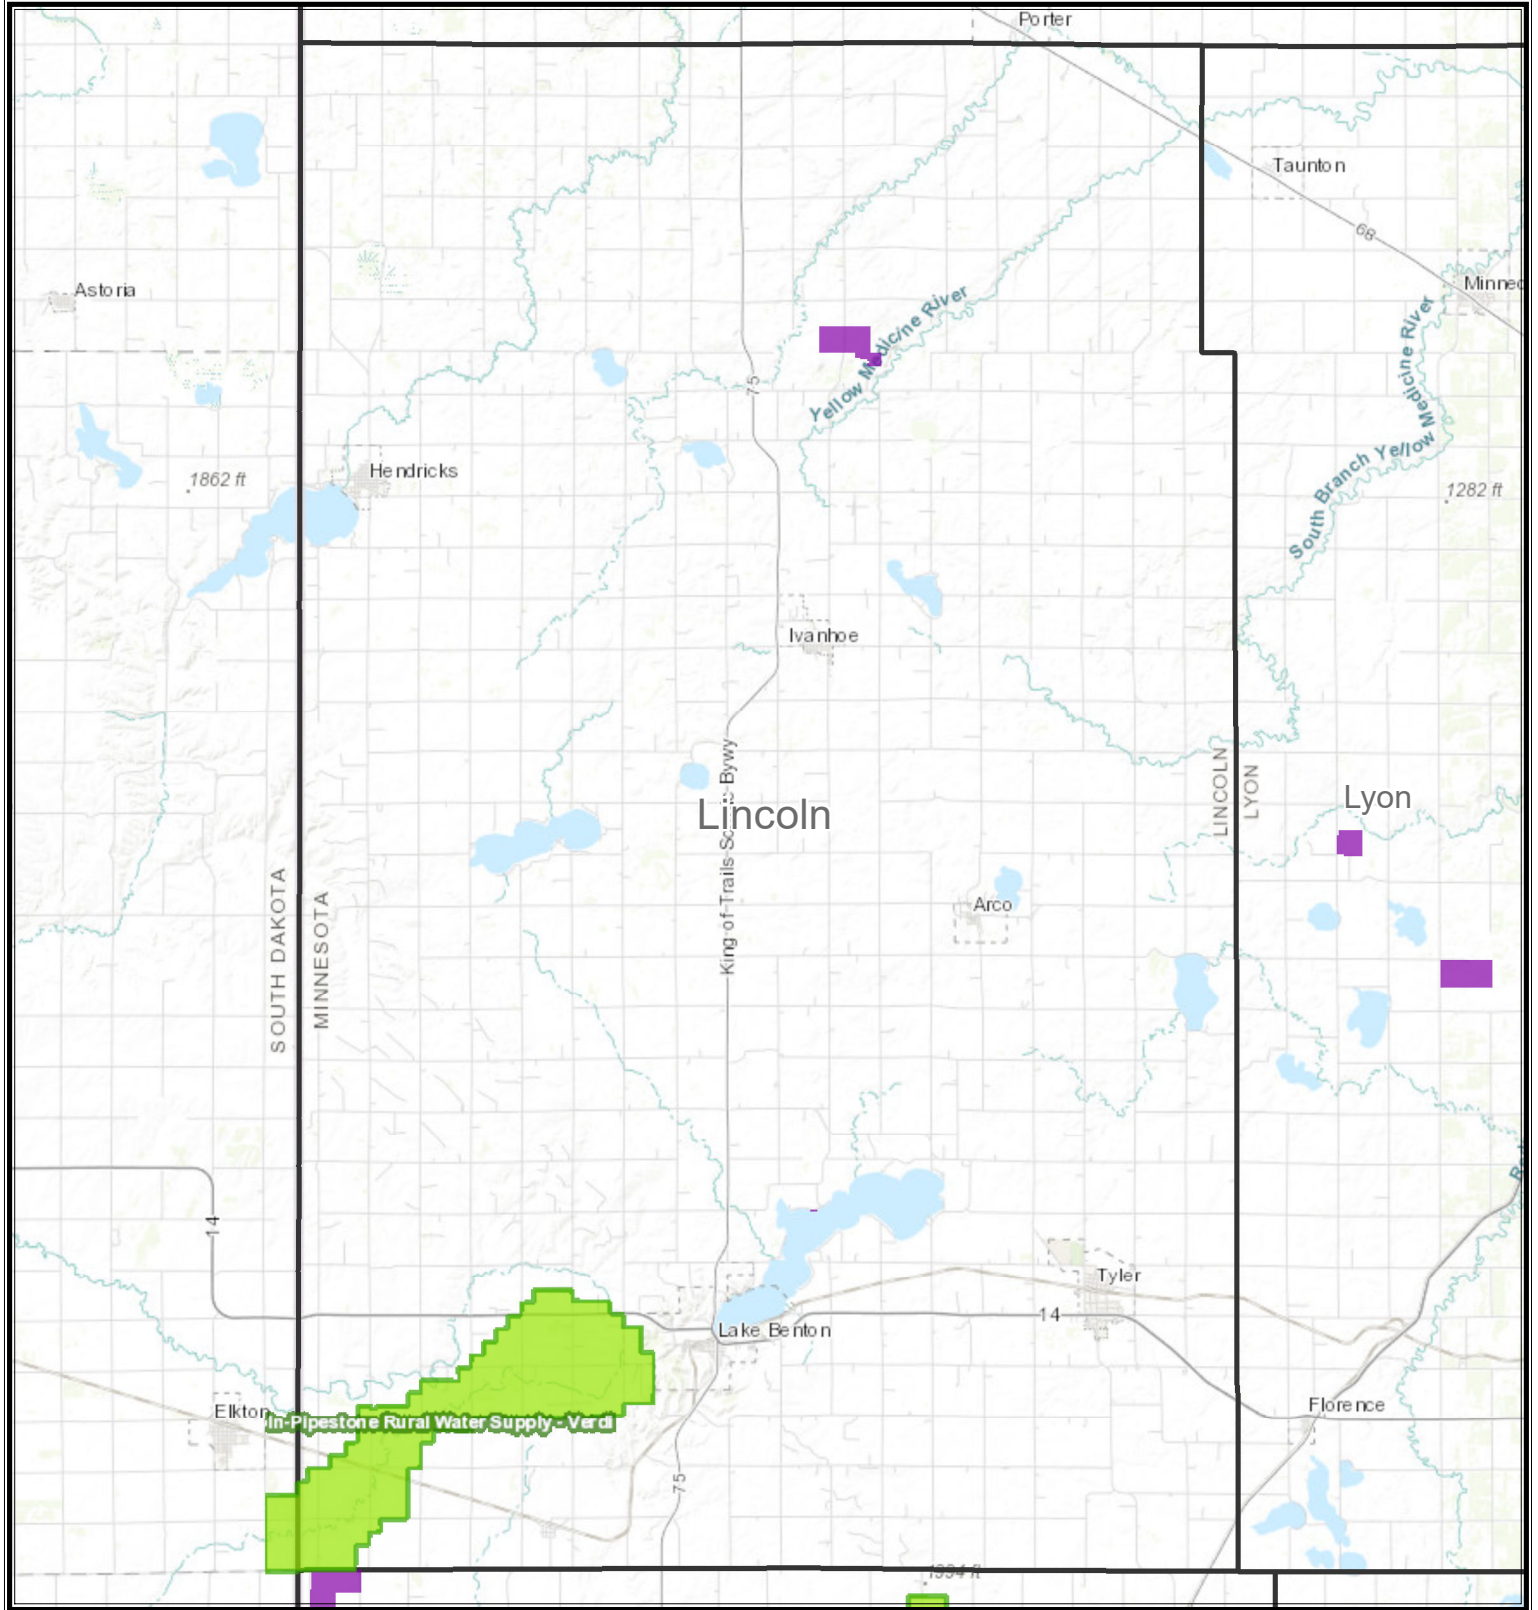 Porter
Taunton
68
Astoria
Minneo
Yellow Medicine River
75
South Branch Yellow Medicine River
Hendricks
1862 ft
1282 ft
Ivanhoe
LINCOLN
LYON
Lyon
Lincoln
King of Trails Bywy
Arco
SOUTH DAKOTA
MINNESOTA
14
Tyler
14
Lake Benton
Elkton
Florence
In-Pipestone Rural Water Supply - Verdi
75
1994 ft